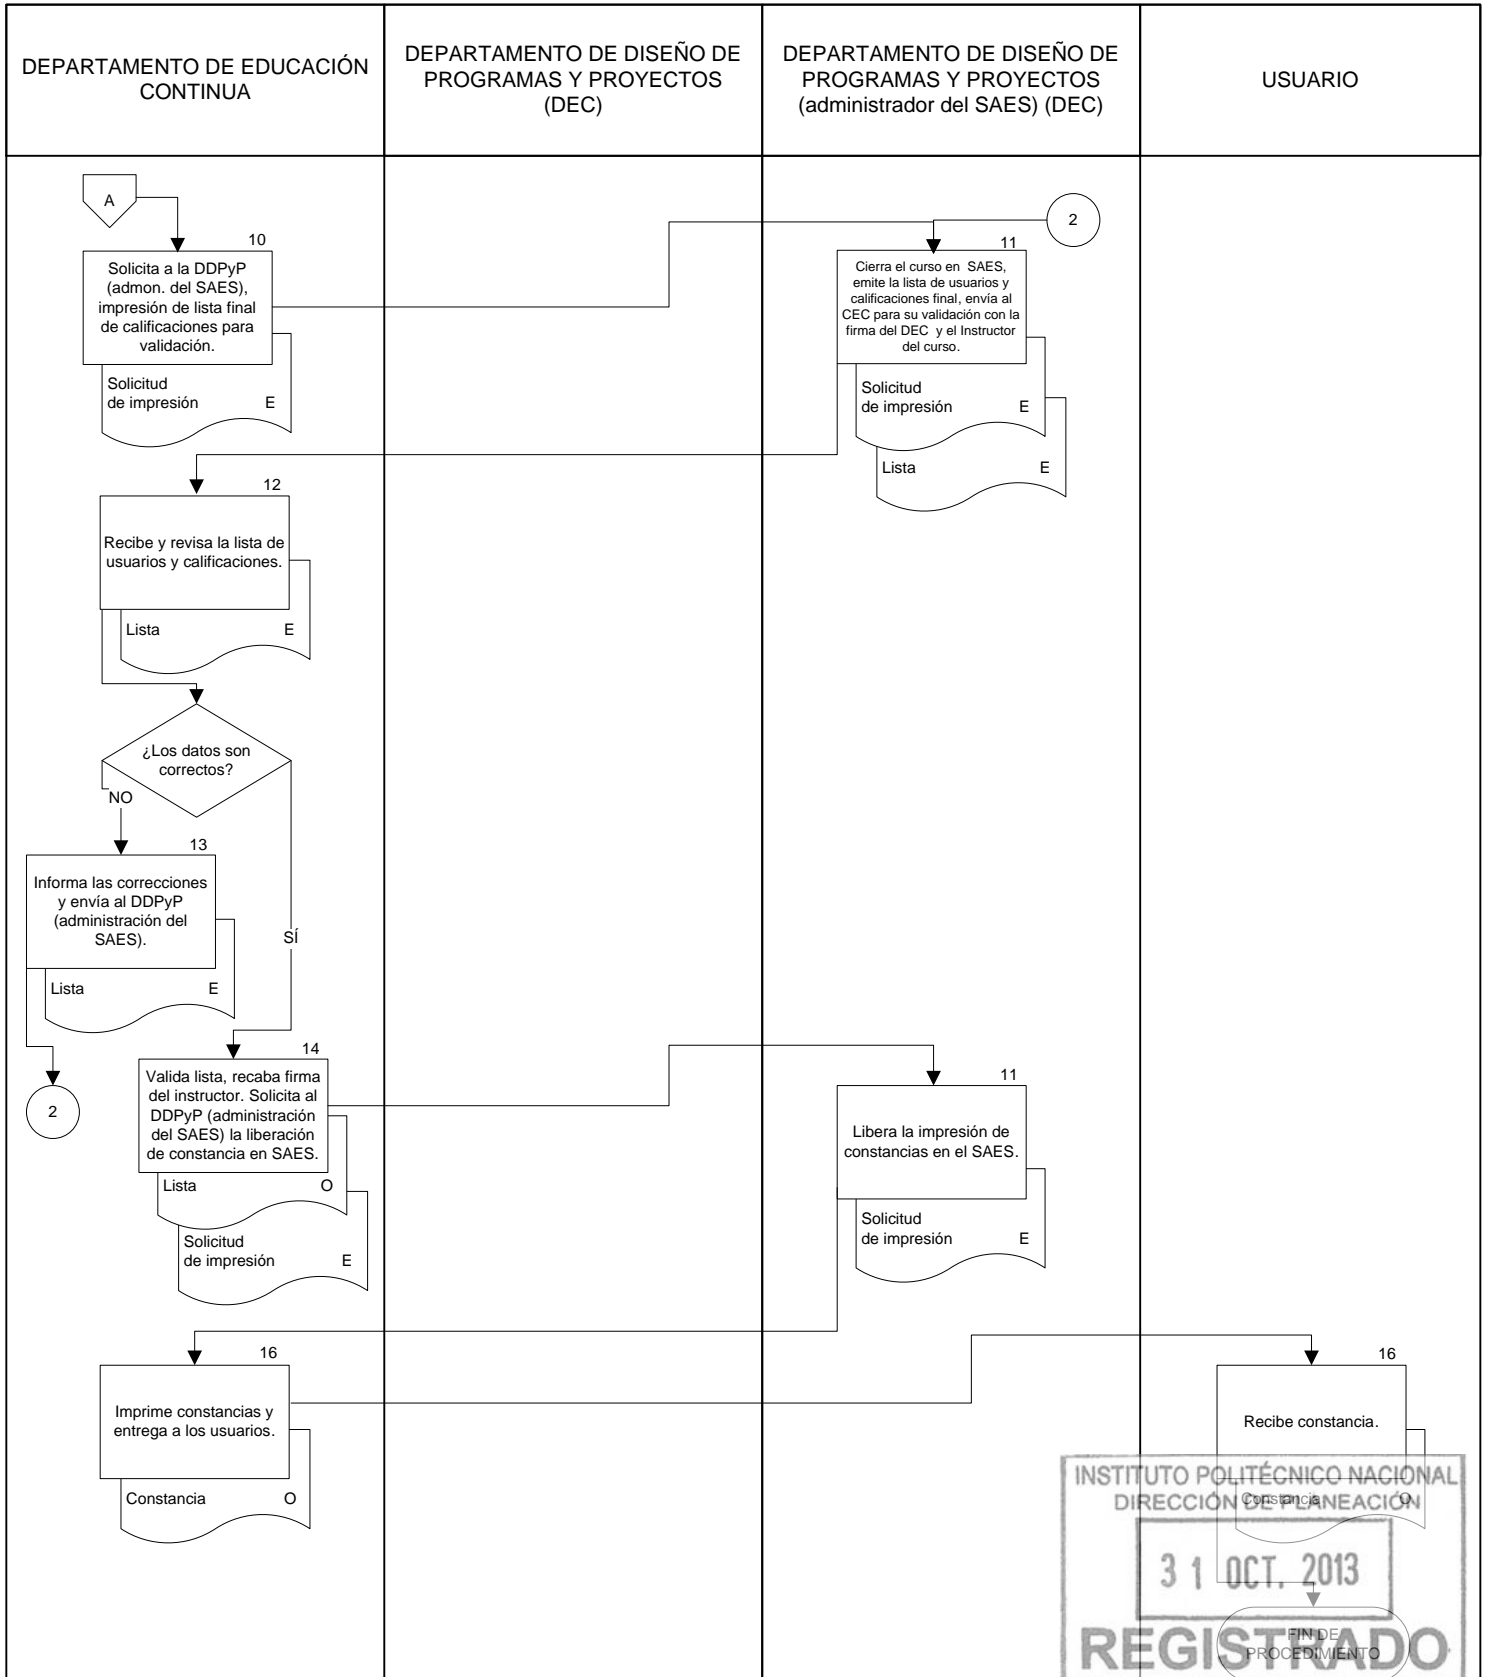 DEPARTAMENTO DE EDUCACIÓN
CONTINUA
DEPARTAMENTO DE DISEÑO DE
PROGRAMAS Y PROYECTOS
(DEC)
DEPARTAMENTO DE DISEÑO DE
PROGRAMAS Y PROYECTOS
(administrador del SAES) (DEC)
USUARIO
A
10
Solicita a la DDPyP
(admon. del SAES),
impresión de lista final
de calificaciones para
validación.
Solicitud
de impresión E
2
11
Cierra el curso en SAES,
emite la lista de usuarios y
calificaciones final, envía al
CEC para su validación con la
firma del DEC y el Instructor
del curso.
Solicitud
de impresión E
Lista E
12
Recibe y revisa la lista de
usuarios y calificaciones.
Lista E
¿Los datos son
correctos?
NO
SÍ
13
Informa las correcciones
y envía al DDPyP
(administración del
SAES).
Lista E
2
14
Valida lista, recaba firma
del instructor. Solicita al
DDPyP (administración
del SAES) la liberación
de constancia en SAES.
Lista O
Solicitud
de impresión E
11
Libera la impresión de
constancias en el SAES.
Solicitud
de impresión E
16
Imprime constancias y
entrega a los usuarios.
Constancia O
16
Recibe constancia.
Constancia O
INSTITUTO POLITÉCNICO NACIONAL
DIRECCIÓN DE PLANEACIÓN
31 OCT. 2013
REGISTRADO
FIN DE
PROCEDIMIENTO